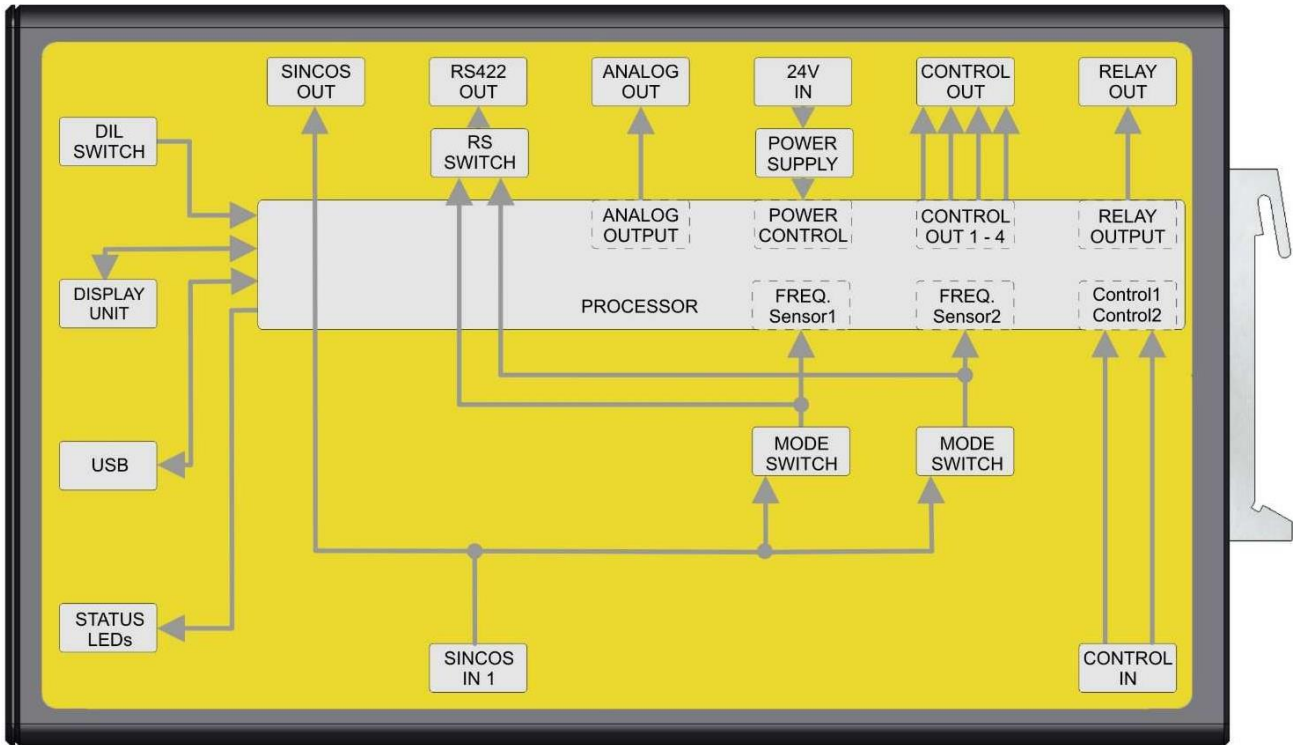 SINCOS
OUT
RS422
OUT
ANALOG
OUT
24V
IN
CONTROL
OUT
RELAY
OUT
DIL
SWITCH
RS
SWITCH
POWER
SUPPLY
ANALOG
OUTPUT
POWER
CONTROL
CONTROL
OUT 1 - 4
RELAY
OUTPUT
DISPLAY
UNIT
PROCESSOR
FREQ.
Sensor1
FREQ.
Sensor2
Control1
Control2
USB
MODE
SWITCH
MODE
SWITCH
STATUS
LEDs
SINCOS
IN 1
CONTROL
IN